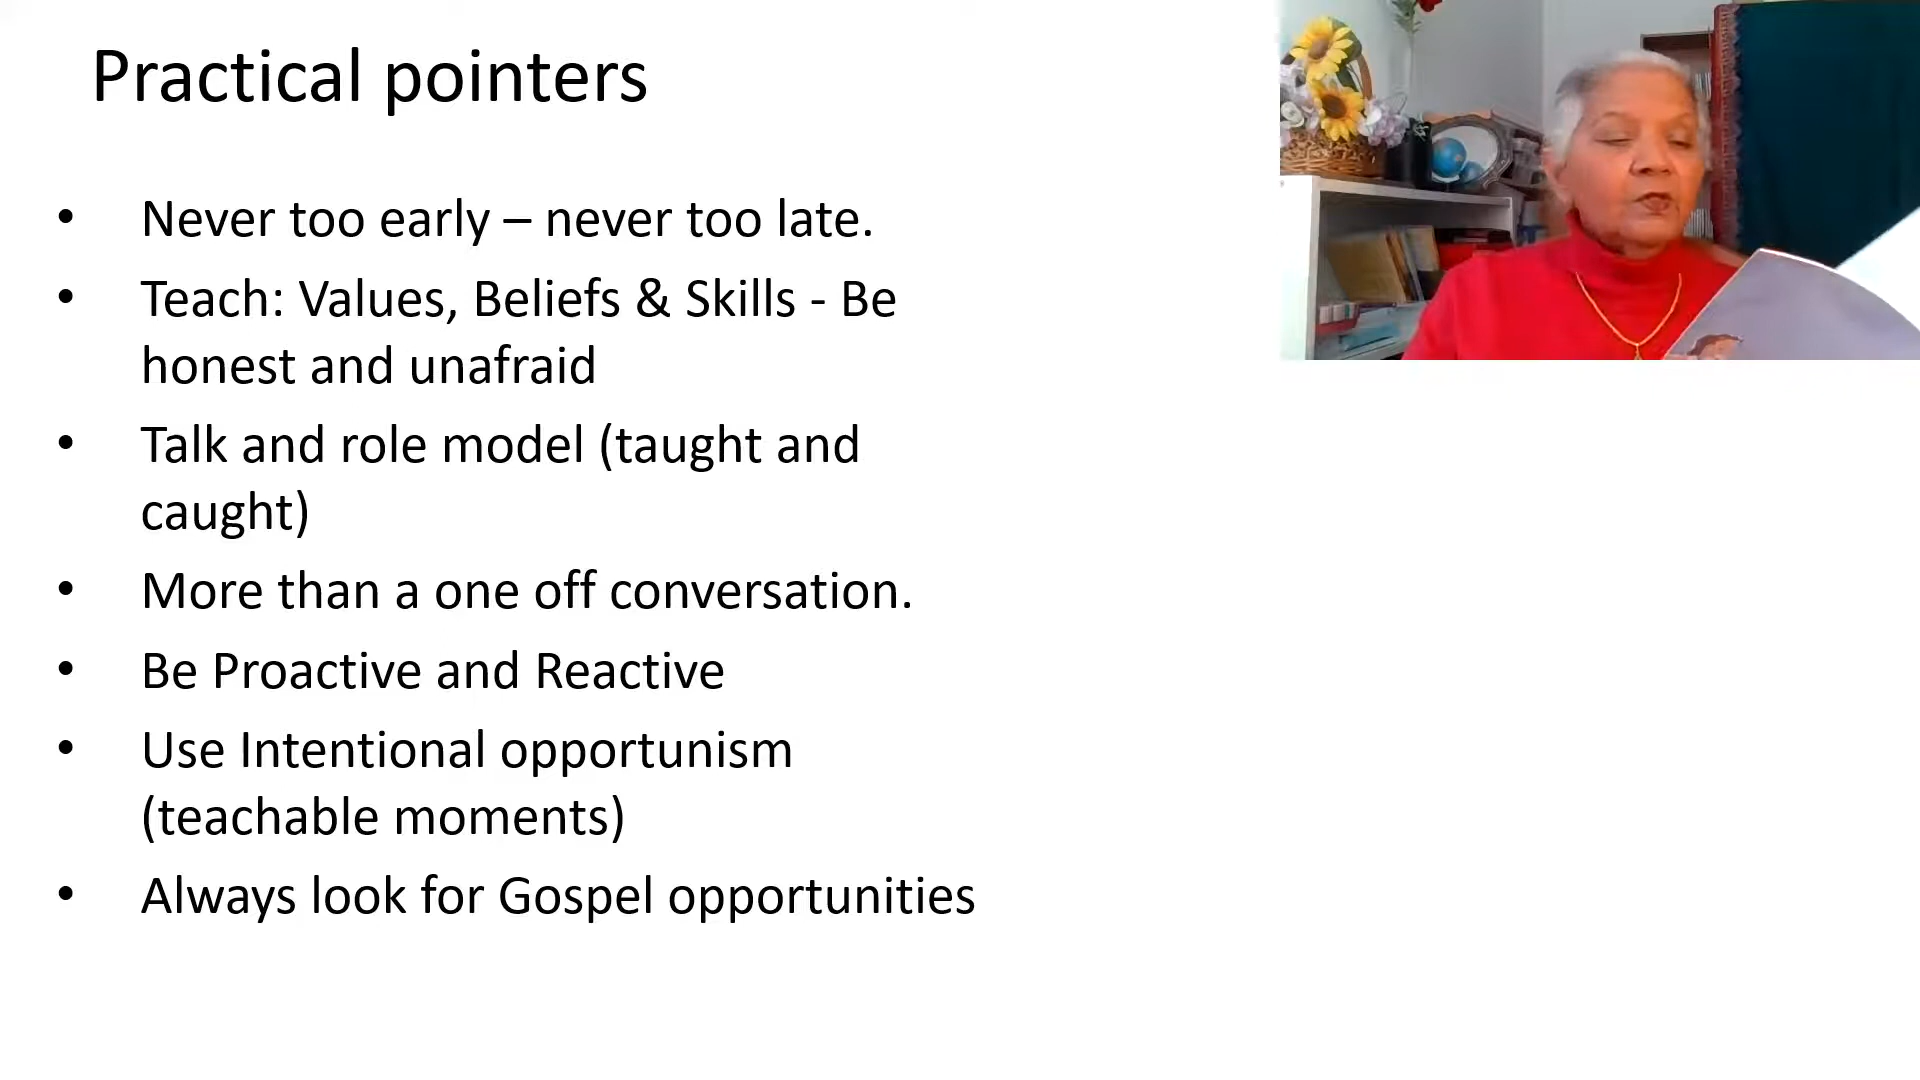 Practical pointers
• Never too early – never too late.
• Teach: Values, Beliefs & Skills - Be
honest and unafraid
• Talk and role model (taught and
caught)
• More than a one off conversation.
• Be Proactive and Reactive
• Use Intentional opportunism
(teachable moments)
• Always look for Gospel opportunities